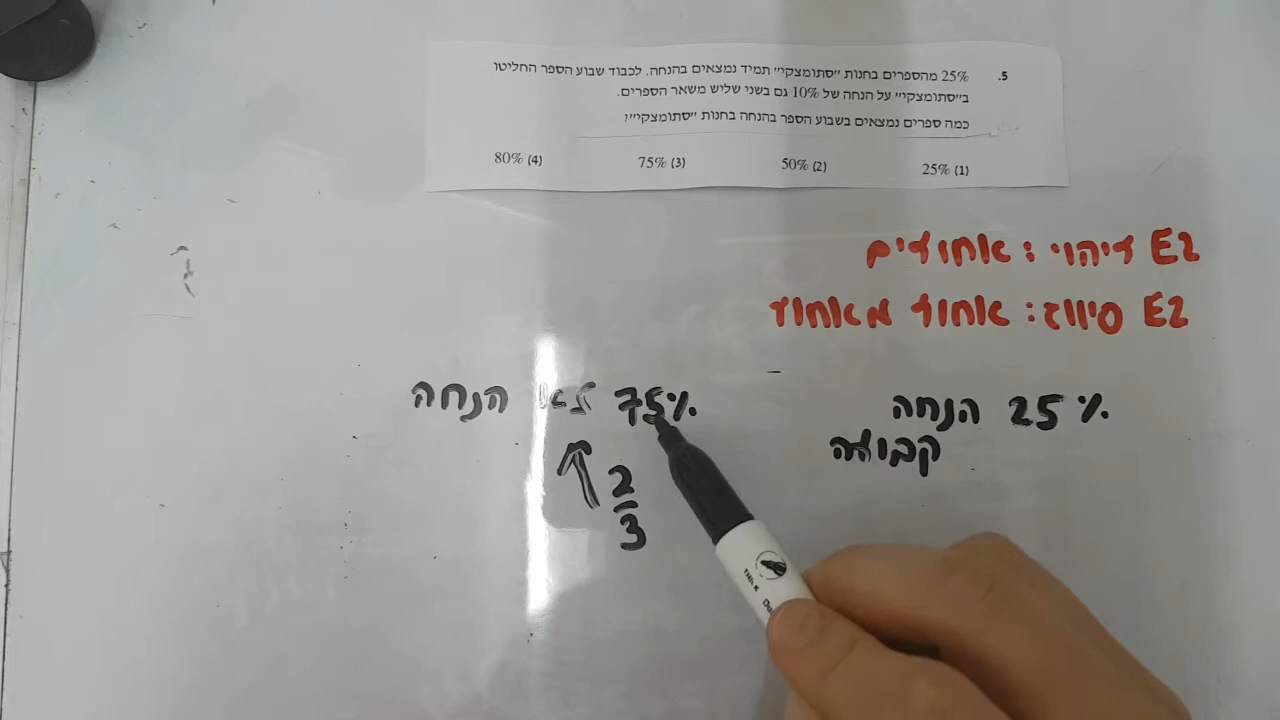 5. 25% מהספרים בחנות "סתומצקי" תמיד נמצאים בהנחה. לכבוד שבוע הספר החליטו
ב"סתומצקי" על הנחה של 10% גם בשני שליש משאר הספרים.
כמה ספרים נמצאים בשבוע הספר בהנחה בחנות "סתומצקי"?
(1) 25% (2) 50% (3) 75% (4) 80%
E2 זיהוי: אחוזים
E2 סיווג: אחוז מאחוז
25% הנחה
קבועה
75% לא הנחה
2
3